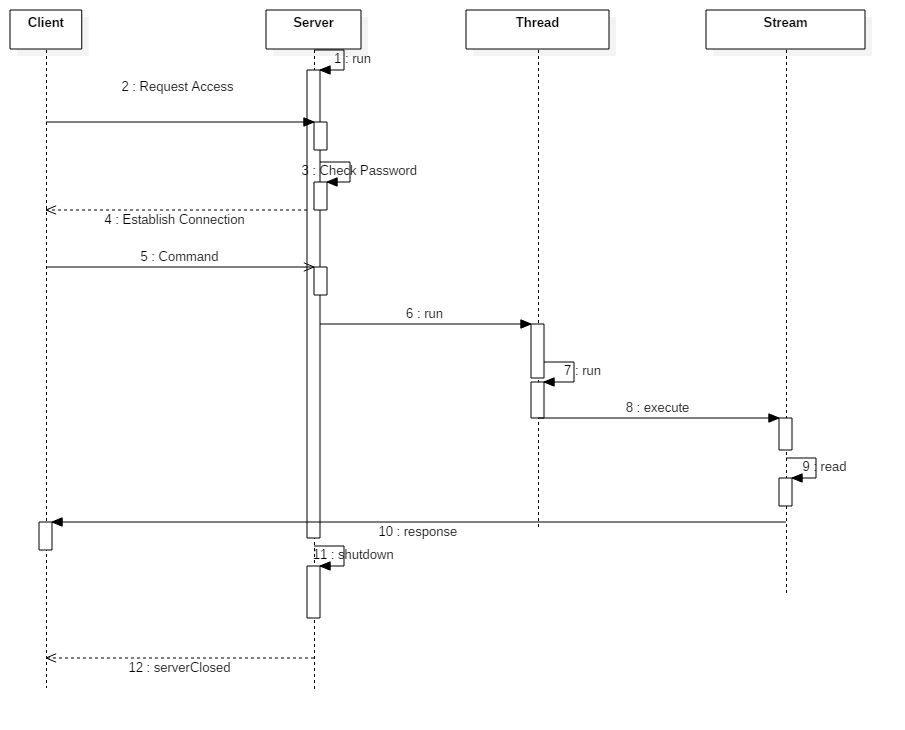 Client
Server
Thread
Stream
1 : run
2 : Request Access
3 : Check Password
4 : Establish Connection
5 : Command
6 : run
7 : run
8 : execute
9 : read
10 : response
11 : shutdown
12 : serverClosed